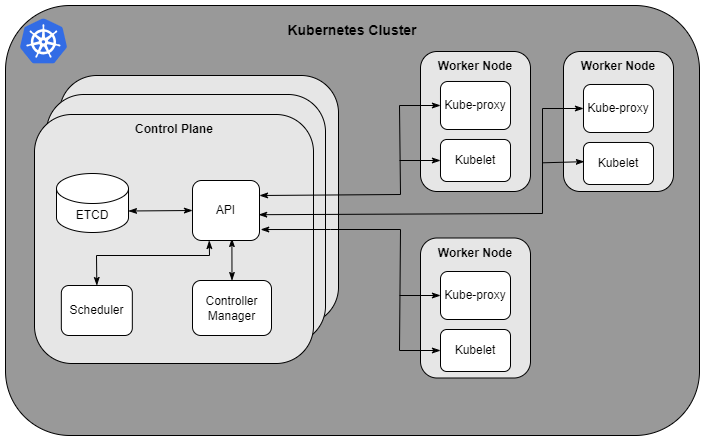 Kubernetes Cluster
Control Plane
ETCD
API
Scheduler
Controller
Manager
Worker Node
Kube-proxy
Kubelet
Worker Node
Kube-proxy
Kubelet
Worker Node
Kube-proxy
Kubelet